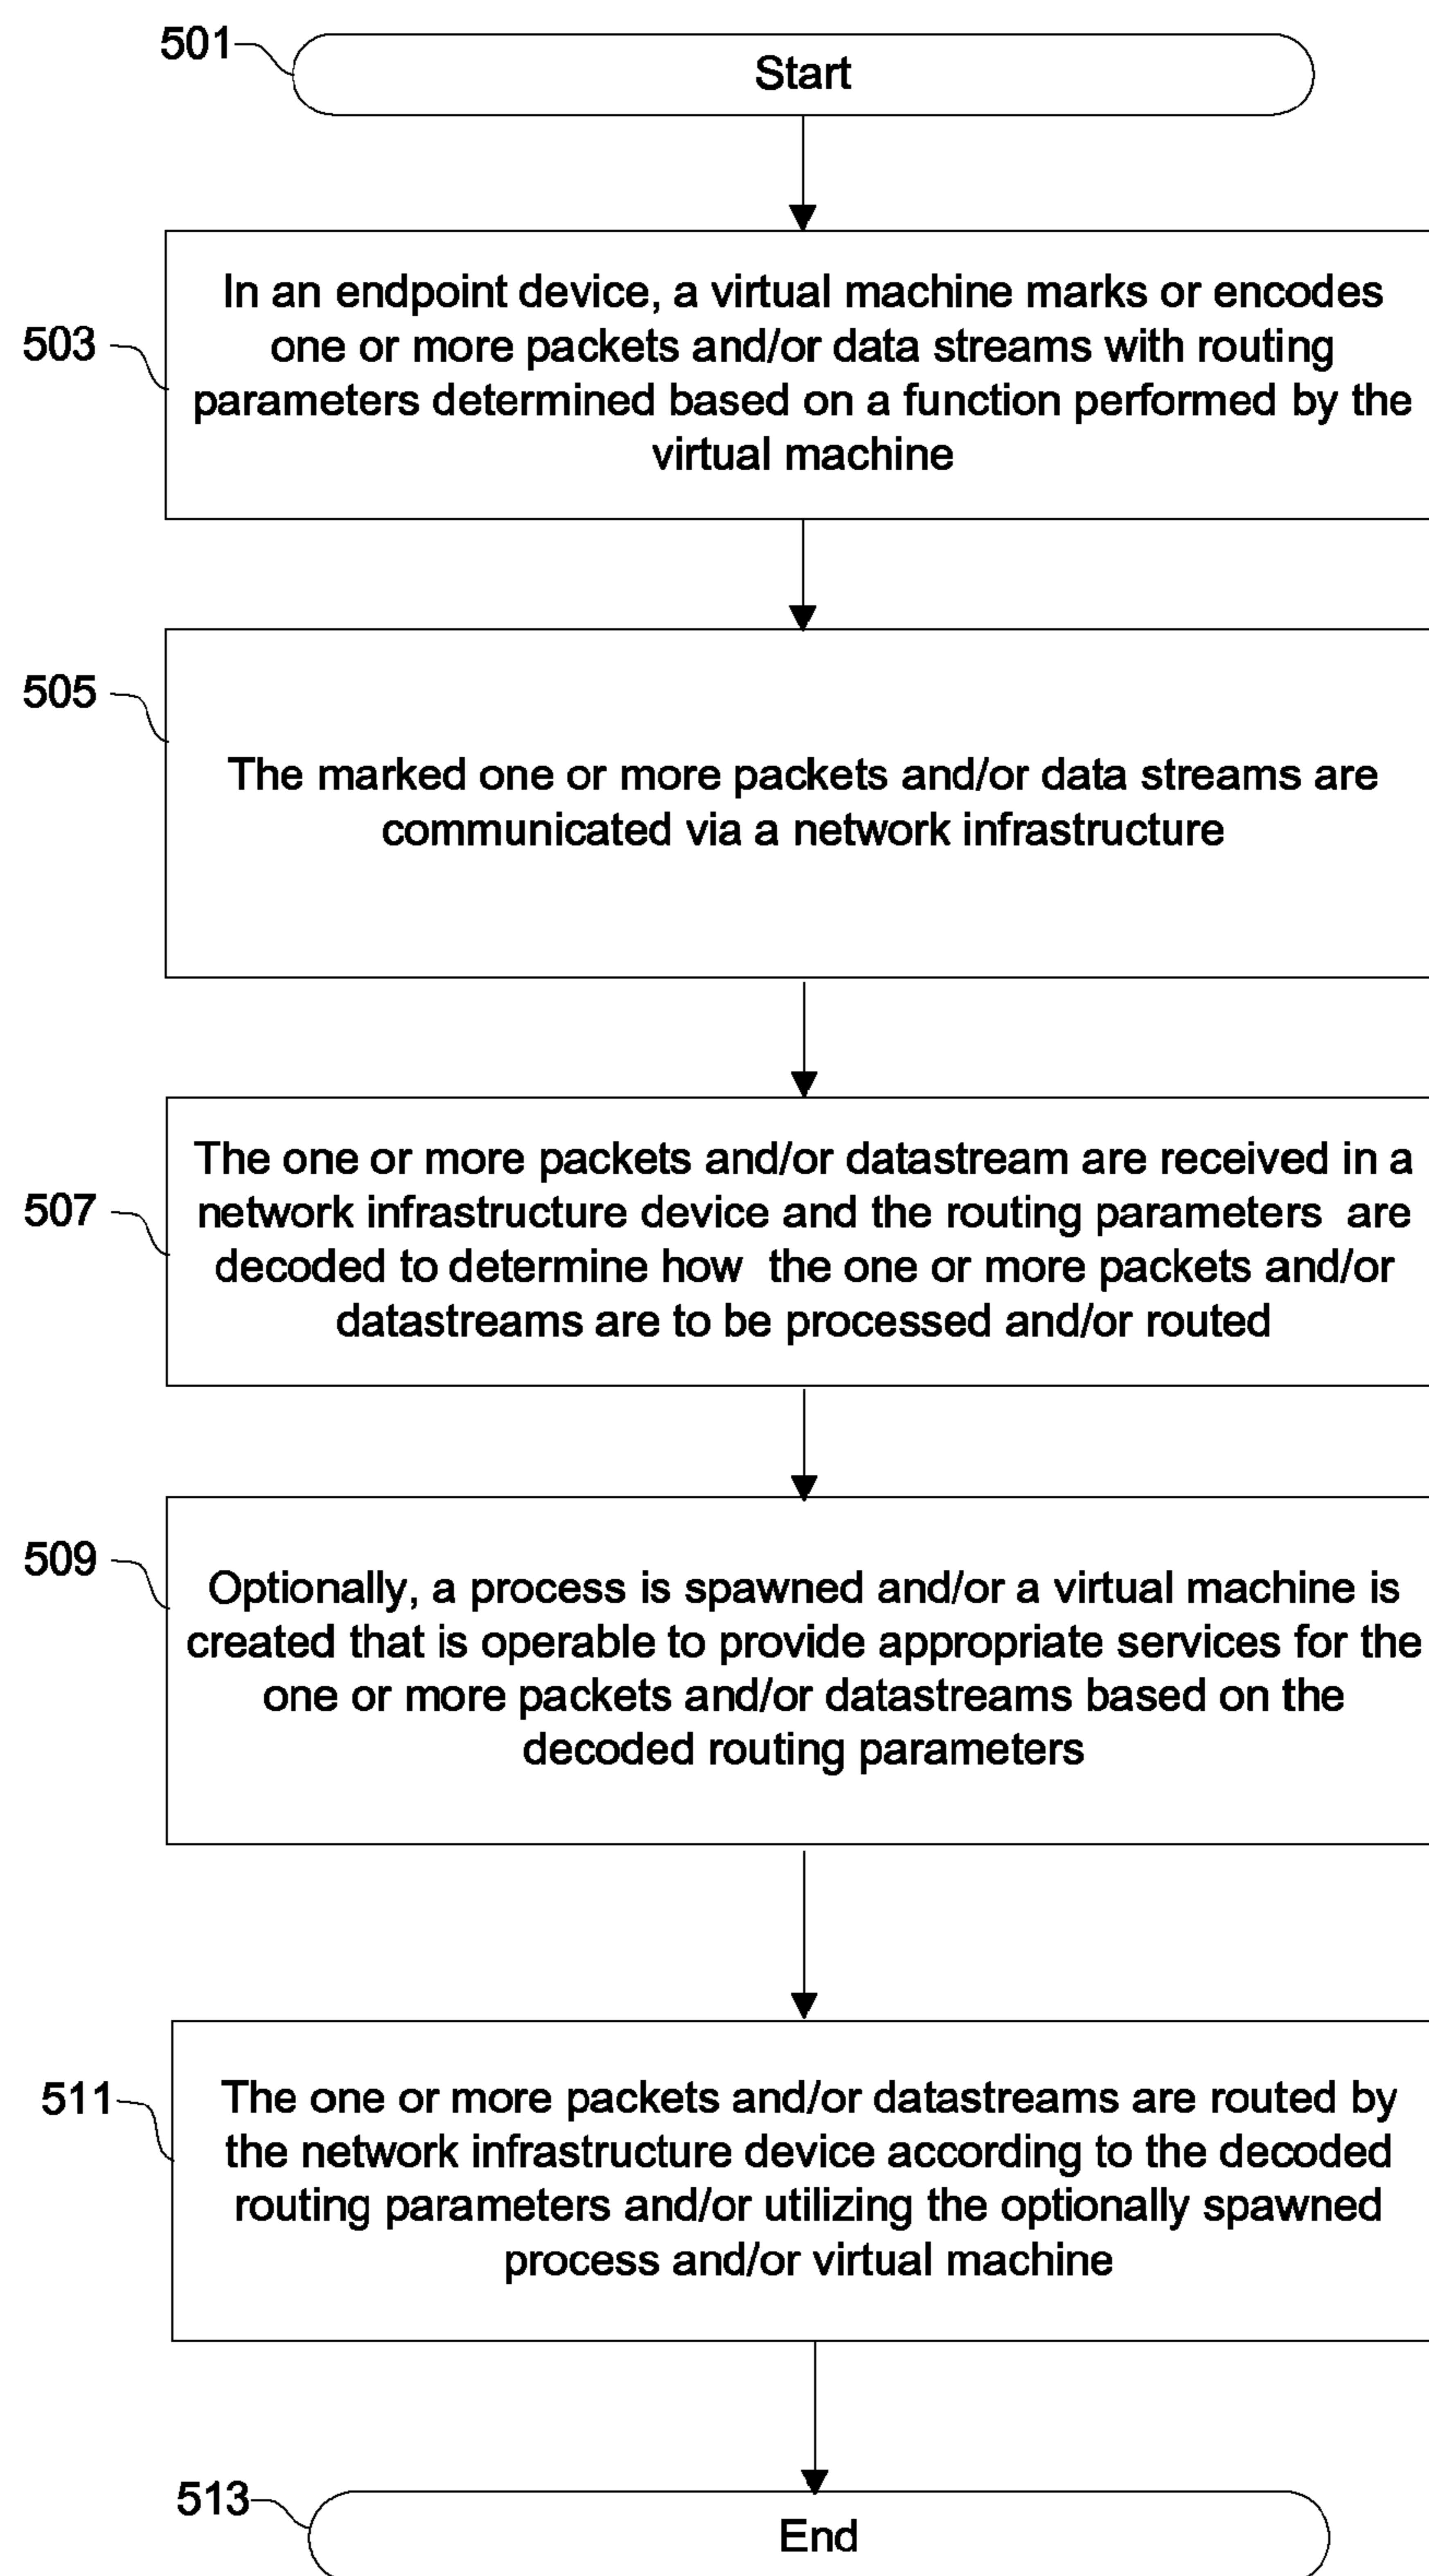 501
Start
503
In an endpoint device, a virtual machine marks or encodes
one or more packets and/or data streams with routing
parameters determined based on a function performed by the
virtual machine
505
The marked one or more packets and/or data streams are
communicated via a network infrastructure
507
The one or more packets and/or datastream are received in a
network infrastructure device and the routing parameters are
decoded to determine how the one or more packets and/or
datastreams are to be processed and/or routed
509
Optionally, a process is spawned and/or a virtual machine is
created that is operable to provide appropriate services for the
one or more packets and/or datastreams based on the
decoded routing parameters
511
The one or more packets and/or datastreams are routed by
the network infrastructure device according to the decoded
routing parameters and/or utilizing the optionally spawned
process and/or virtual machine
513
End